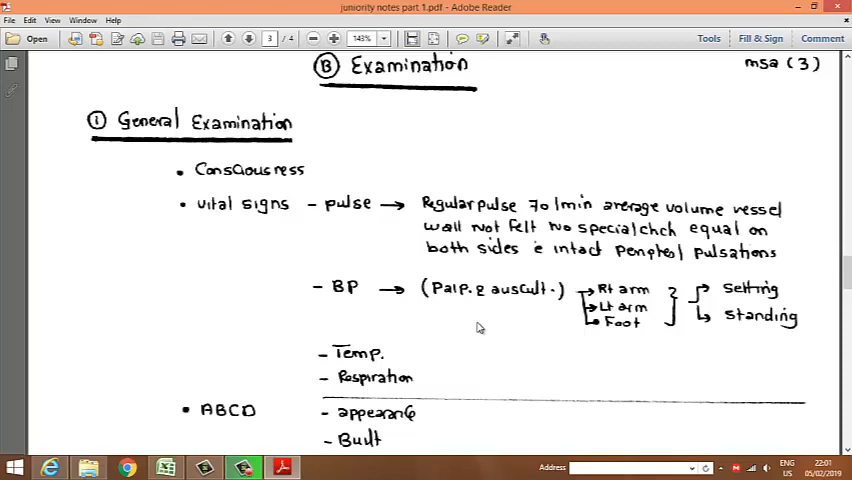 juniority notes part 1.pdf - Adobe Reader
File Edit View Window Help
Open 3 / 4 143% Tools Fill & Sign Comment
B Examination msa (3)
1 General Examination
• Consciousness
• vital signs - pulse → Regular pulse 70/min average volume vessel
wall not felt No special chch equal on
both sides e intact peripheral pulsations
- BP → (Palp. & auscult.) → Rt arm → Setting
→ Lt arm
→ Foot → Standing
- Temp.
- Respiration
• ABCD - appearance
- Built
Address ENG 22:01
05/02/2019